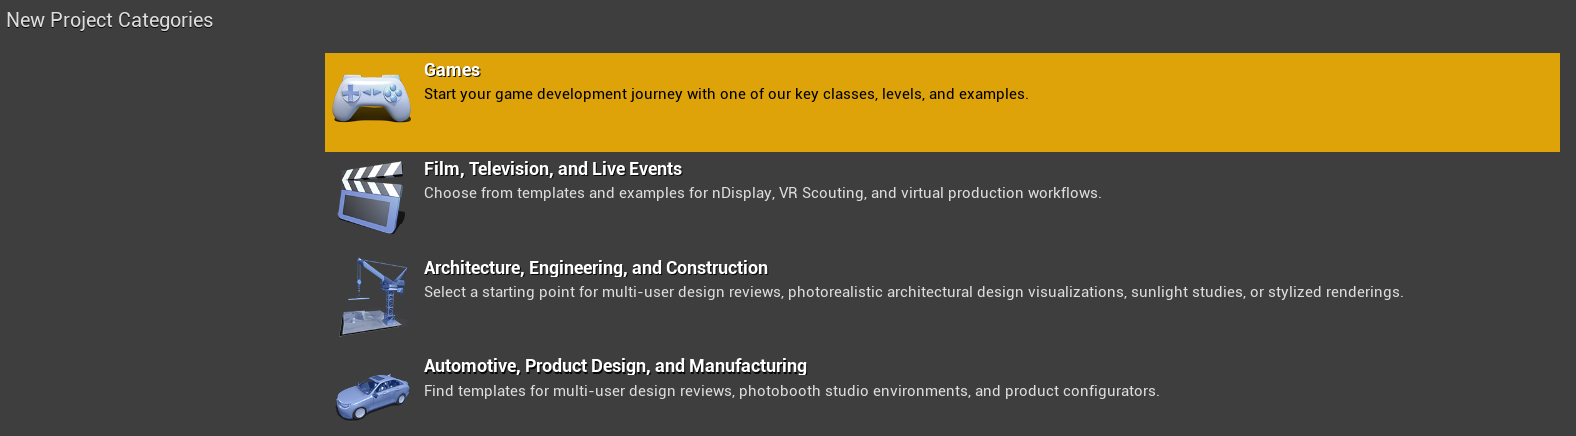 New Project Categories
Games
Start your game development journey with one of our key classes, levels, and examples.
Film, Television, and Live Events
Choose from templates and examples for nDisplay, VR Scouting, and virtual production workflows.
Architecture, Engineering, and Construction
Select a starting point for multi-user design reviews, photorealistic architectural design visualizations, sunlight studies, or stylized renderings.
Automotive, Product Design, and Manufacturing
Find templates for multi-user design reviews, photobooth studio environments, and product configurators.